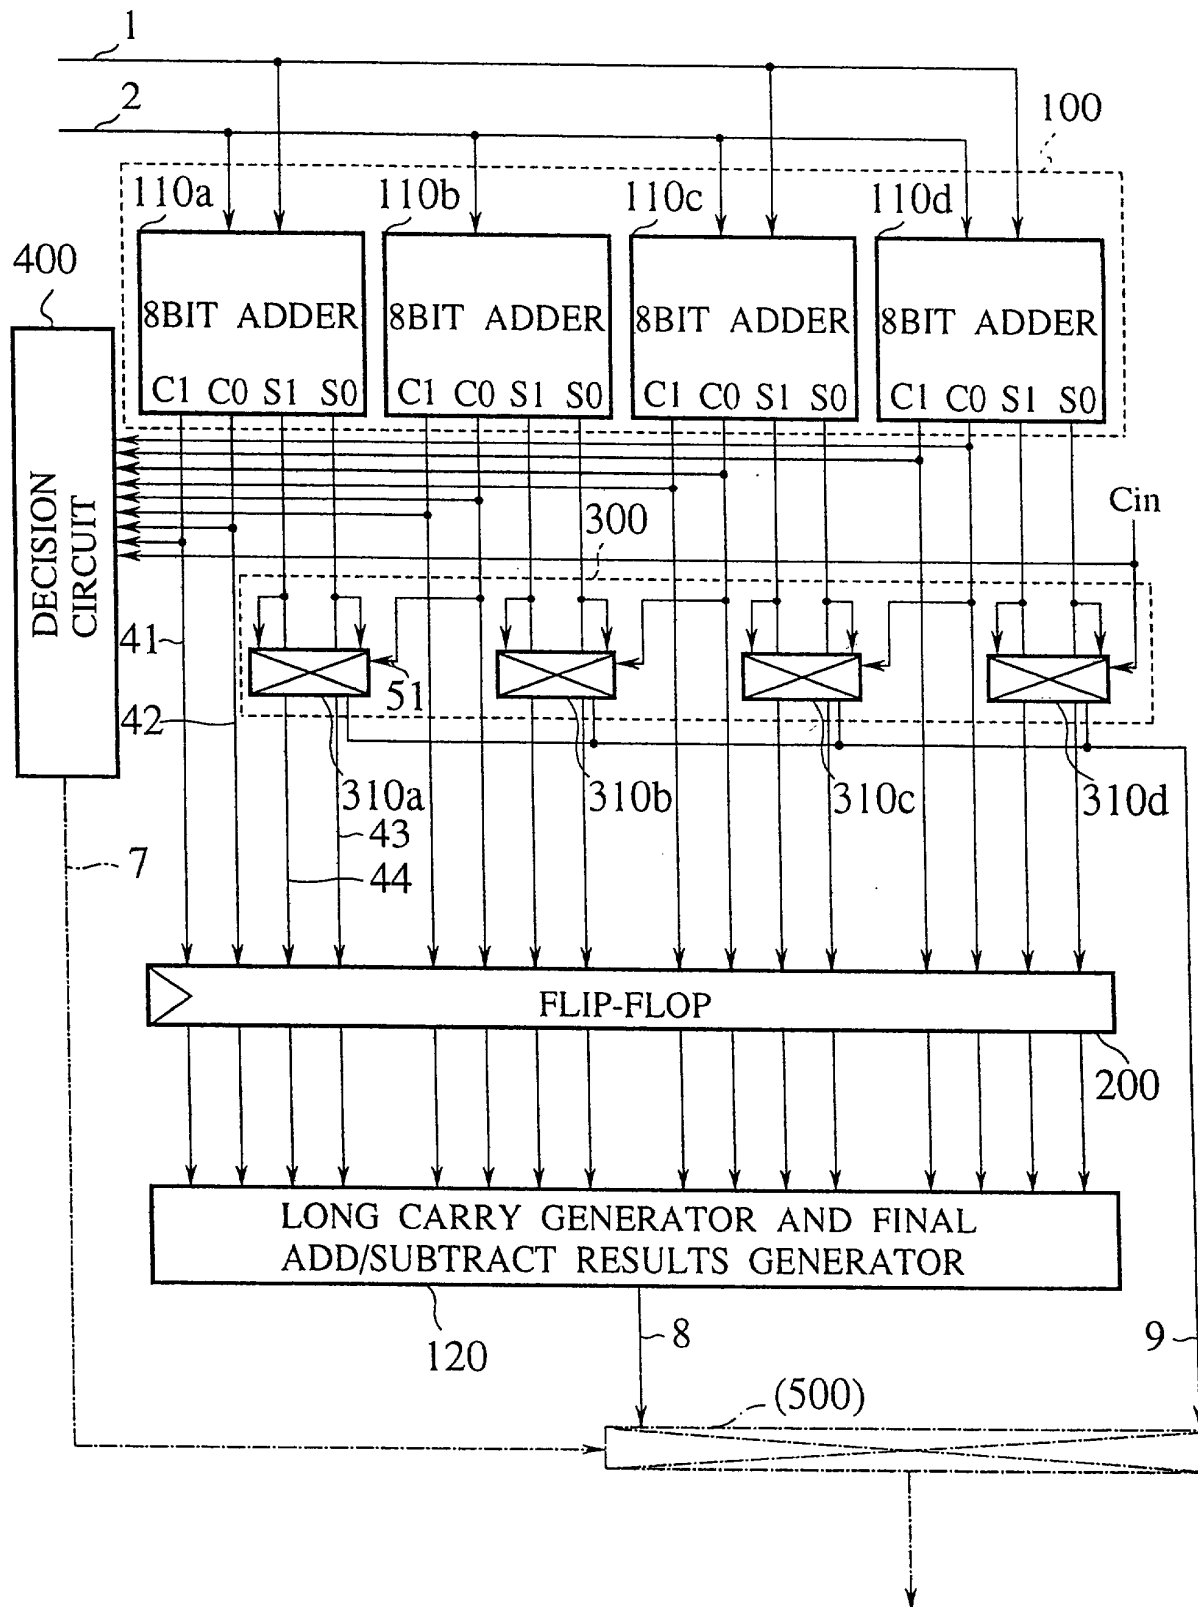 1
2
100
110a
110b
110c
110d
400
8BIT ADDER
8BIT ADDER
8BIT ADDER
8BIT ADDER
C1 C0 S1 S0
C1 C0 S1 S0
C1 C0 S1 S0
C1 C0 S1 S0
DECISION
CIRCUIT
Cin
300
41
51
42
310a
310b
310c
310d
43
7
44
FLIP-FLOP
200
LONG CARRY GENERATOR AND FINAL
ADD/SUBTRACT RESULTS GENERATOR
120
8
9
(500)